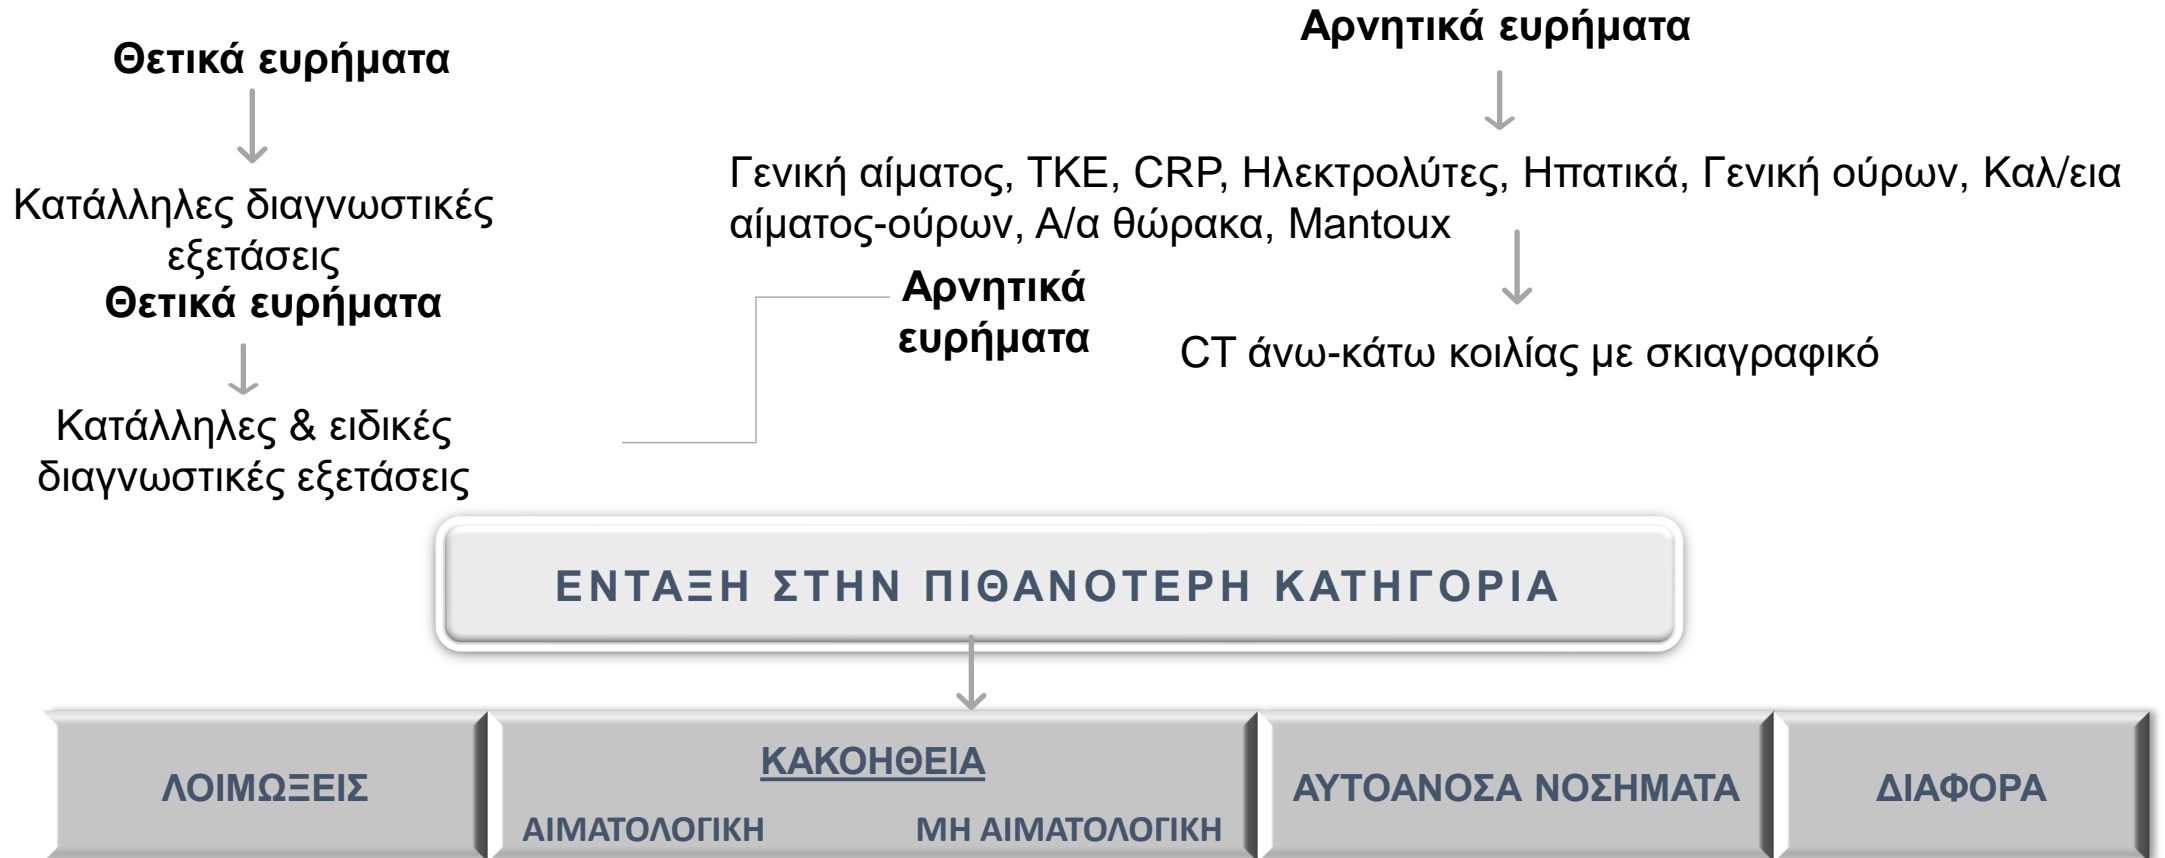 Αρνητικά ευρήματα
Θετικά ευρήματα
Γενική αίματος, ΤΚΕ, CRP, Ηλεκτρολύτες, Ηπατικά, Γενική ούρων, Καλ/εια
αίματος-ούρων, Α/α θώρακα, Mantoux
Κατάλληλες διαγνωστικές
εξετάσεις
Θετικά ευρήματα
Αρνητικά
ευρήματα
CT άνω-κάτω κοιλίας με σκιαγραφικό
Κατάλληλες & ειδικές
διαγνωστικές εξετάσεις
ΕΝΤΑΞΗ ΣΤΗΝ ΠΙΘΑΝΟΤΕΡΗ ΚΑΤΗΓΟΡΙΑ
ΛΟΙΜΩΞΕΙΣ
ΚΑΚΟΗΘΕΙΑ
ΑΙΜΑΤΟΛΟΓΙΚΗ ΜΗ ΑΙΜΑΤΟΛΟΓΙΚΗ
ΑΥΤΟΑΝΟΣΑ ΝΟΣΗΜΑΤΑ
ΔΙΑΦΟΡΑ